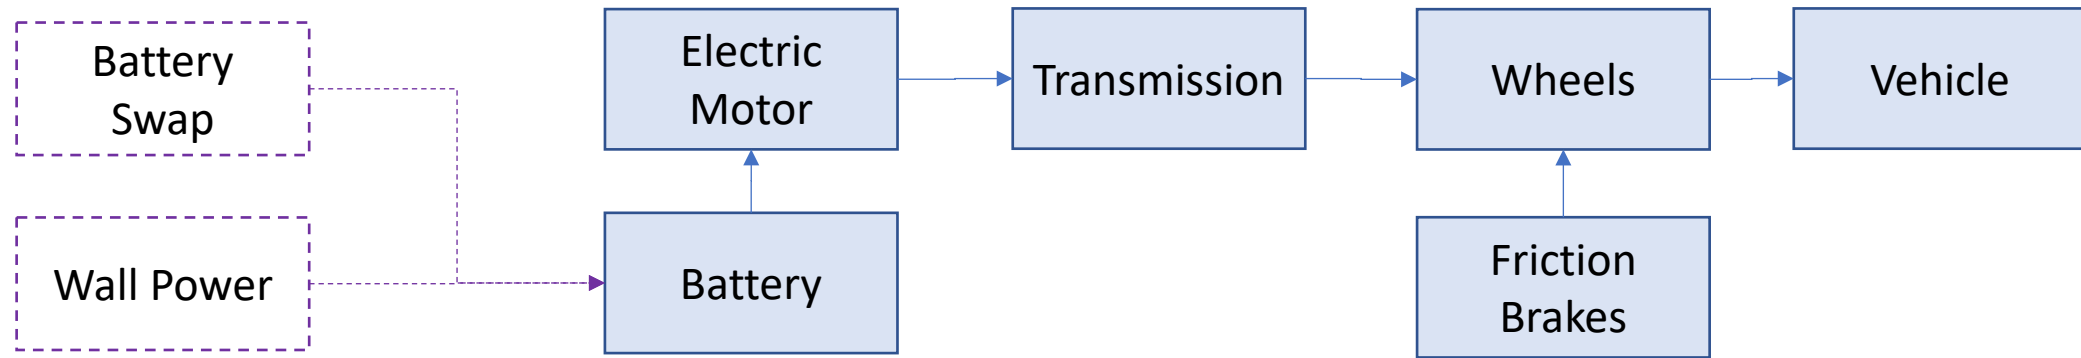 Battery
Swap
Electric
Motor
Transmission
Wheels
Vehicle
Wall Power
Battery
Friction
Brakes